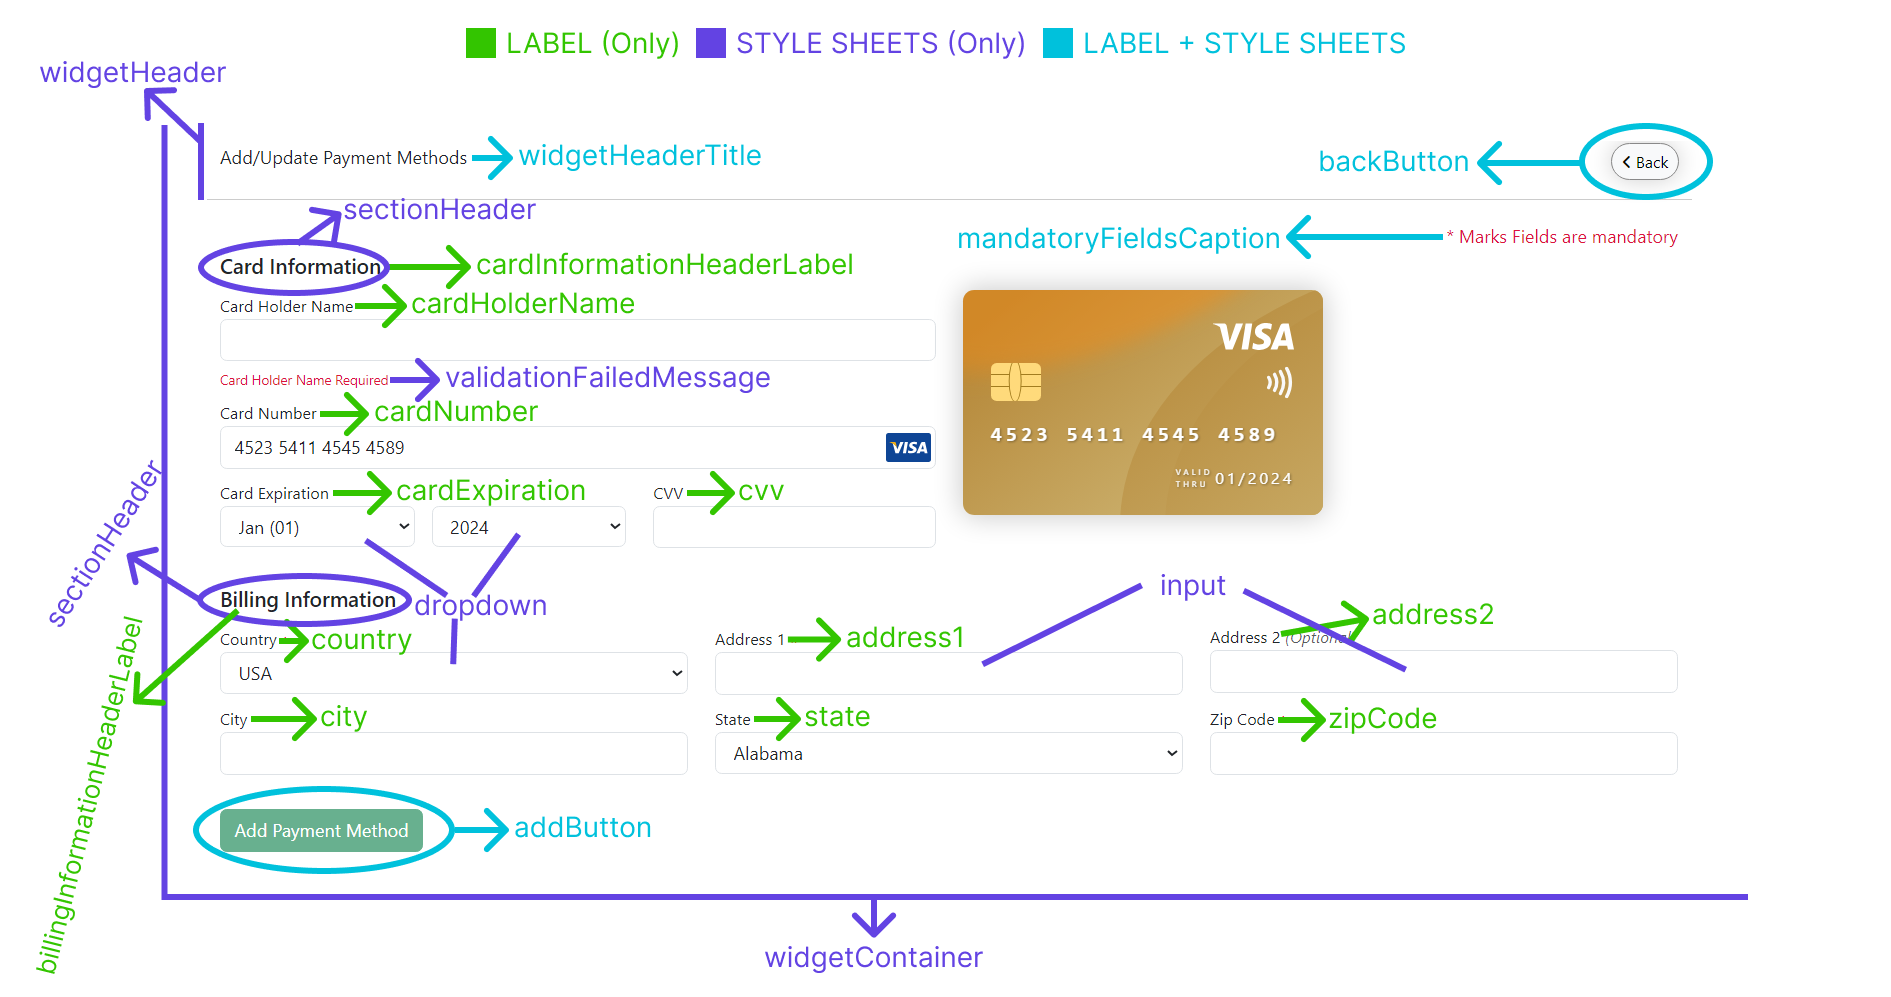 LABEL (Only) STYLE SHEETS (Only) LABEL + STYLE SHEETS
widgetHeader
Add/Update Payment Methods widgetHeaderTitle backButton Back
sectionHeader
mandatoryFieldsCaption * Marks Fields are mandatory
Card Information cardInformationHeaderLabel
Card Holder Name cardHolderName
VISA
Card Holder Name Required validationFailedMessage
Card Number cardNumber
4523 5411 4545 4589 VISA
4523 5411 4545 4589
VALID
THRU 01/2024
Card Expiration cardExpiration CVV cvv
Jan (01) 2024
sectionHeader
input
Billing Information dropdown
billingInformationHeaderLabel
Country country Address 1 address1 Address 2 (Optional) address2
USA
City city State state Zip Code zipCode
Alabama
Add Payment Method addButton
widgetContainer